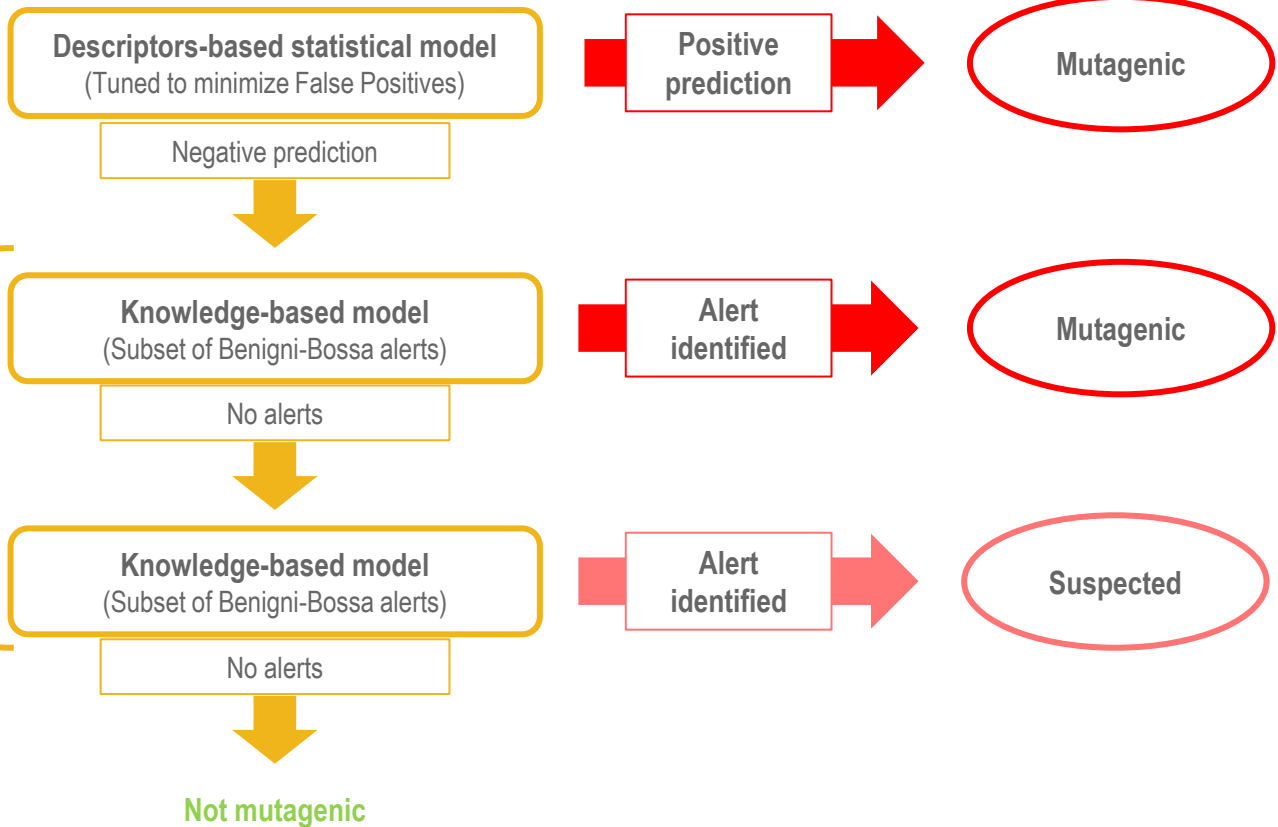 Descriptors-based statistical model
(Tuned to minimize False Positives)
Positive
prediction
Mutagenic
Negative prediction
Knowledge-based model
(Subset of Benigni-Bossa alerts)
Alert
identified
Mutagenic
No alerts
Knowledge-based model
(Subset of Benigni-Bossa alerts)
Alert
identified
Suspected
No alerts
Not mutagenic